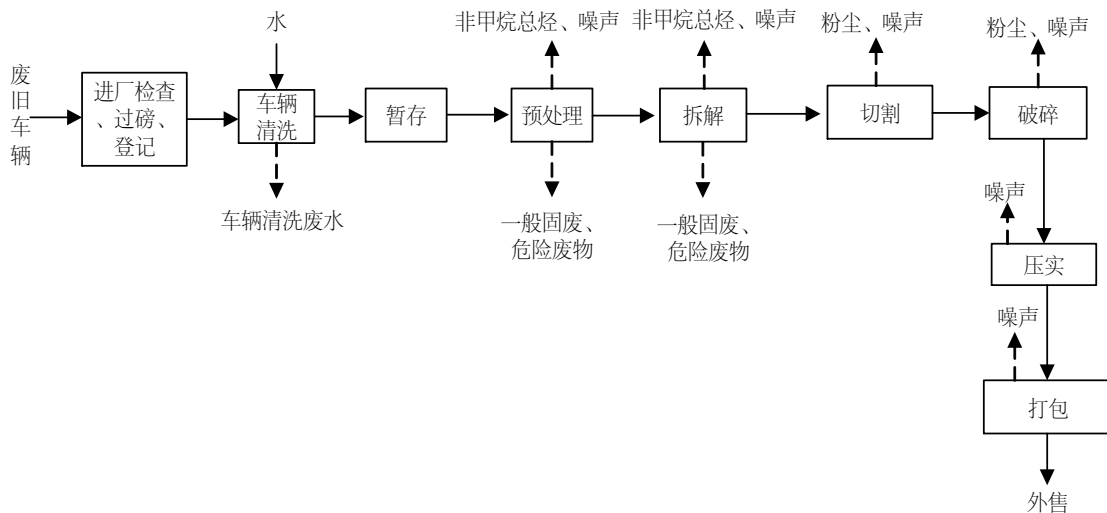 水
非甲烷总烃、噪声
非甲烷总烃、噪声
粉尘、噪声
粉尘、噪声
废
旧
车
辆
进厂检查
、过磅、
登记
车辆
清洗
暂存
预处理
拆解
切割
破碎
车辆清洗废水
一般固废、
危险废物
一般固废、
危险废物
噪声
压实
噪声
打包
外售